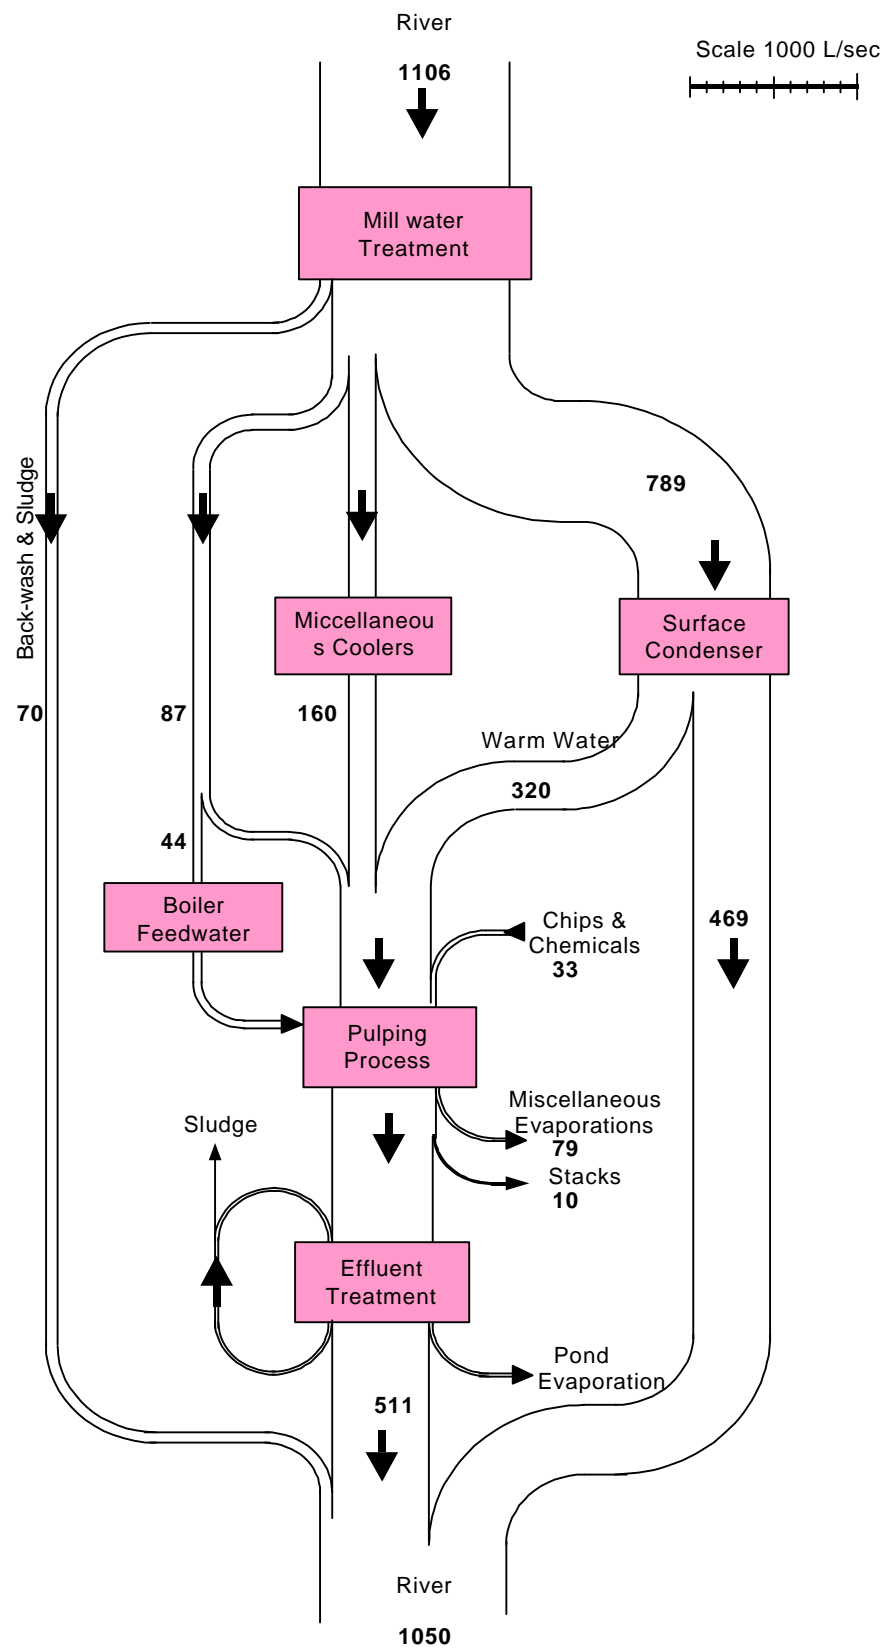 River
1106
Scale 1000 L/sec
Mill water
Treatment
789
Back-wash & Sludge
Miccellaneou
s Coolers
Surface
Condenser
70
87
160
Warm Water
320
44
Boiler
Feedwater
Chips &
Chemicals
33
469
Pulping
Process
Miscellaneous
Evaporations
79
Sludge
Stacks
10
Effluent
Treatment
Pond
Evaporation
511
River
1050